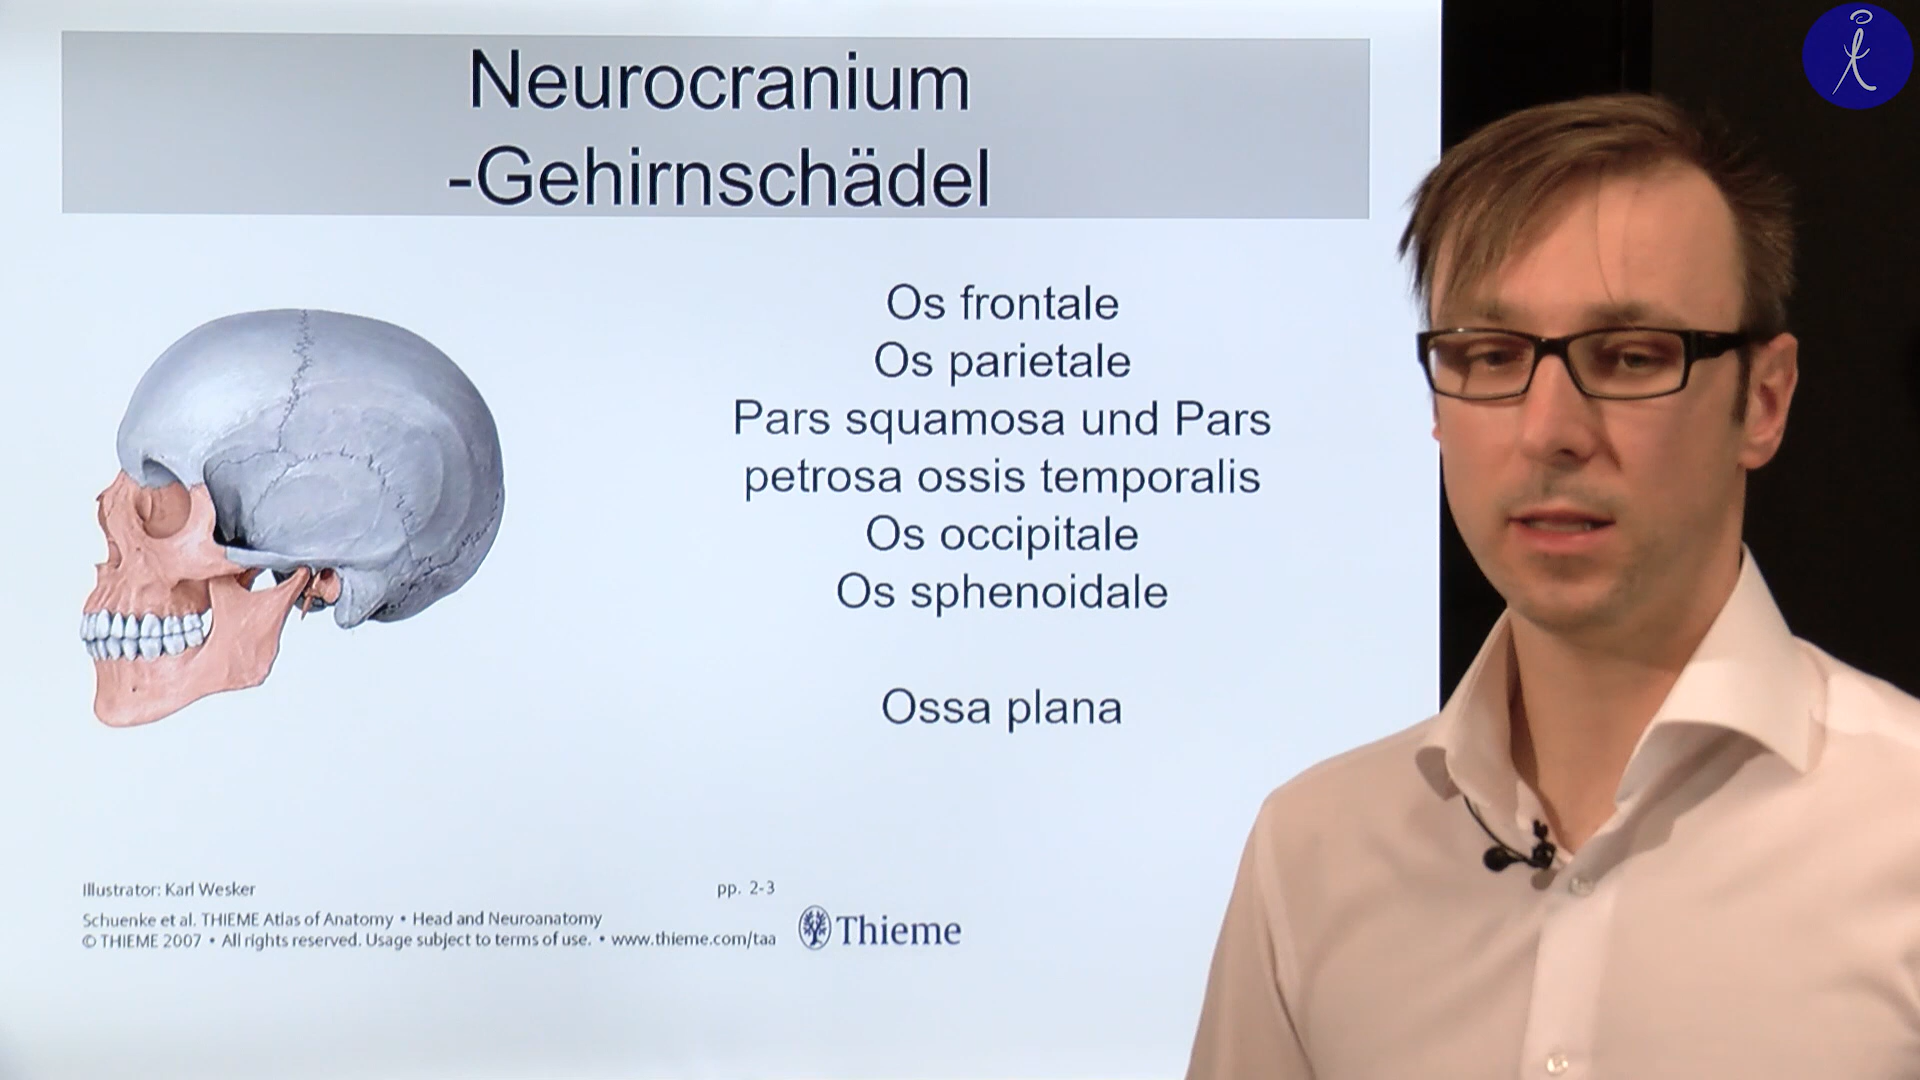 Neurocranium
-Gehirnschädel
Os frontale
Os parietale
Pars squamosa und Pars
petrosa ossis temporalis
Os occipitale
Os sphenoidale
Ossa plana
Illustrator: Karl Wesker
pp. 2-3
Schuenke et al. THIEME Atlas of Anatomy • Head and Neuroanatomy
© THIEME 2007 • All rights reserved. Usage subject to terms of use. • www.thieme.com/taa
Thieme